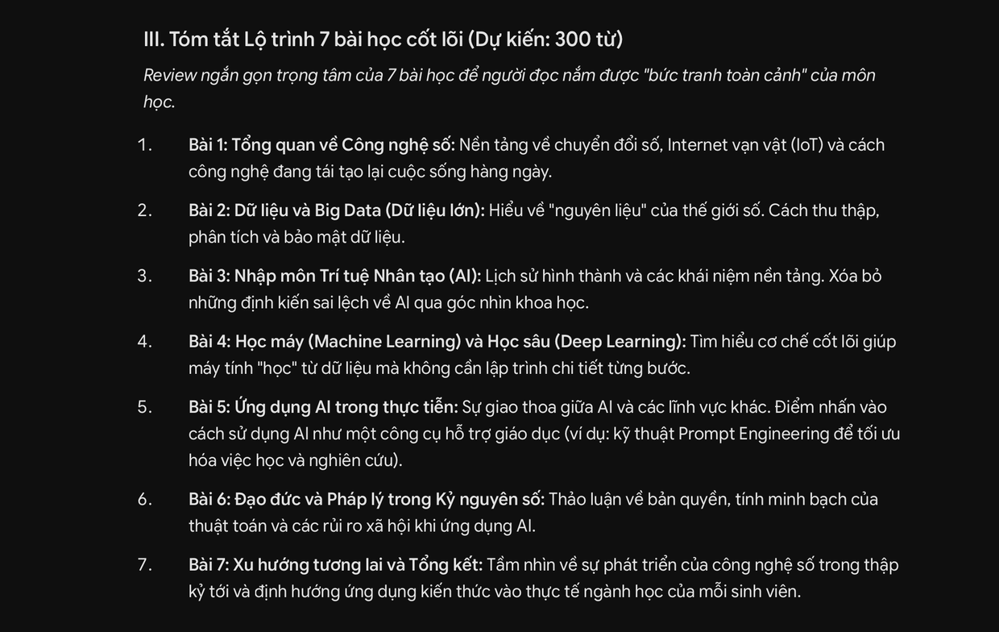 III. Tóm tắt Lộ trình 7 bài học cốt lõi (Dự kiến: 300 từ)
Review ngắn gọn trọng tâm của 7 bài học để người đọc nắm được "bức tranh toàn cảnh" của môn
học.
1. Bài 1: Tổng quan về Công nghệ số: Nền tảng về chuyển đổi số, Internet vạn vật (IoT) và cách
công nghệ đang tái tạo lại cuộc sống hàng ngày.
2. Bài 2: Dữ liệu và Big Data (Dữ liệu lớn): Hiểu về "nguyên liệu" của thế giới số. Cách thu thập,
phân tích và bảo mật dữ liệu.
3. Bài 3: Nhập môn Trí tuệ Nhân tạo (AI): Lịch sử hình thành và các khái niệm nền tảng. Xóa bỏ
những định kiến sai lệch về AI qua góc nhìn khoa học.
4. Bài 4: Học máy (Machine Learning) và Học sâu (Deep Learning): Tìm hiểu cơ chế cốt lõi giúp
máy tính "học" từ dữ liệu mà không cần lập trình chi tiết từng bước.
5. Bài 5: Ứng dụng AI trong thực tiễn: Sự giao thoa giữa AI và các lĩnh vực khác. Điểm nhấn vào
cách sử dụng AI như một công cụ hỗ trợ giáo dục (ví dụ: kỹ thuật Prompt Engineering để tối ưu
hóa việc học và nghiên cứu).
6. Bài 6: Đạo đức và Pháp lý trong Kỷ nguyên số: Thảo luận về bản quyền, tính minh bạch của
thuật toán và các rủi ro xã hội khi ứng dụng AI.
7. Bài 7: Xu hướng tương lai và Tổng kết: Tầm nhìn về sự phát triển của công nghệ số trong thập
kỷ tới và định hướng ứng dụng kiến thức vào thực tế ngành học của mỗi sinh viên.